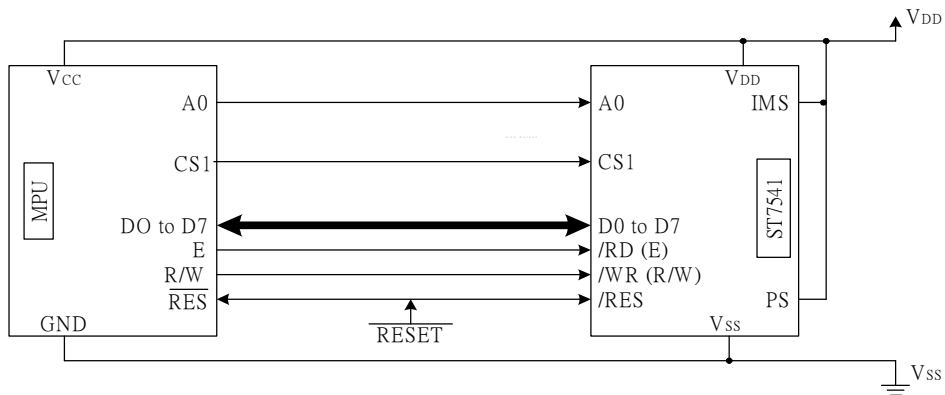 VDD
VCC
VDD
A0
A0
IMS
CS1
CS1
MPU
ST7541
DO to D7
D0 to D7
E
/RD (E)
R/W
/WR (R/W)
RES
/RES
PS
RESET
GND
VSS
VSS